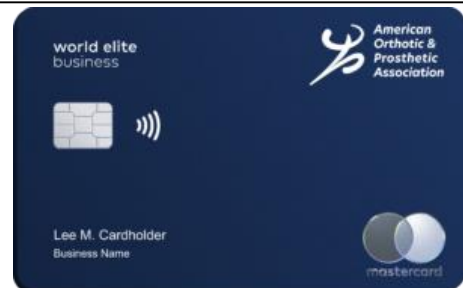 world elite
business
American
Orthotic &
Prosthetic
Association
Lee M. Cardholder
Business Name
mastercard